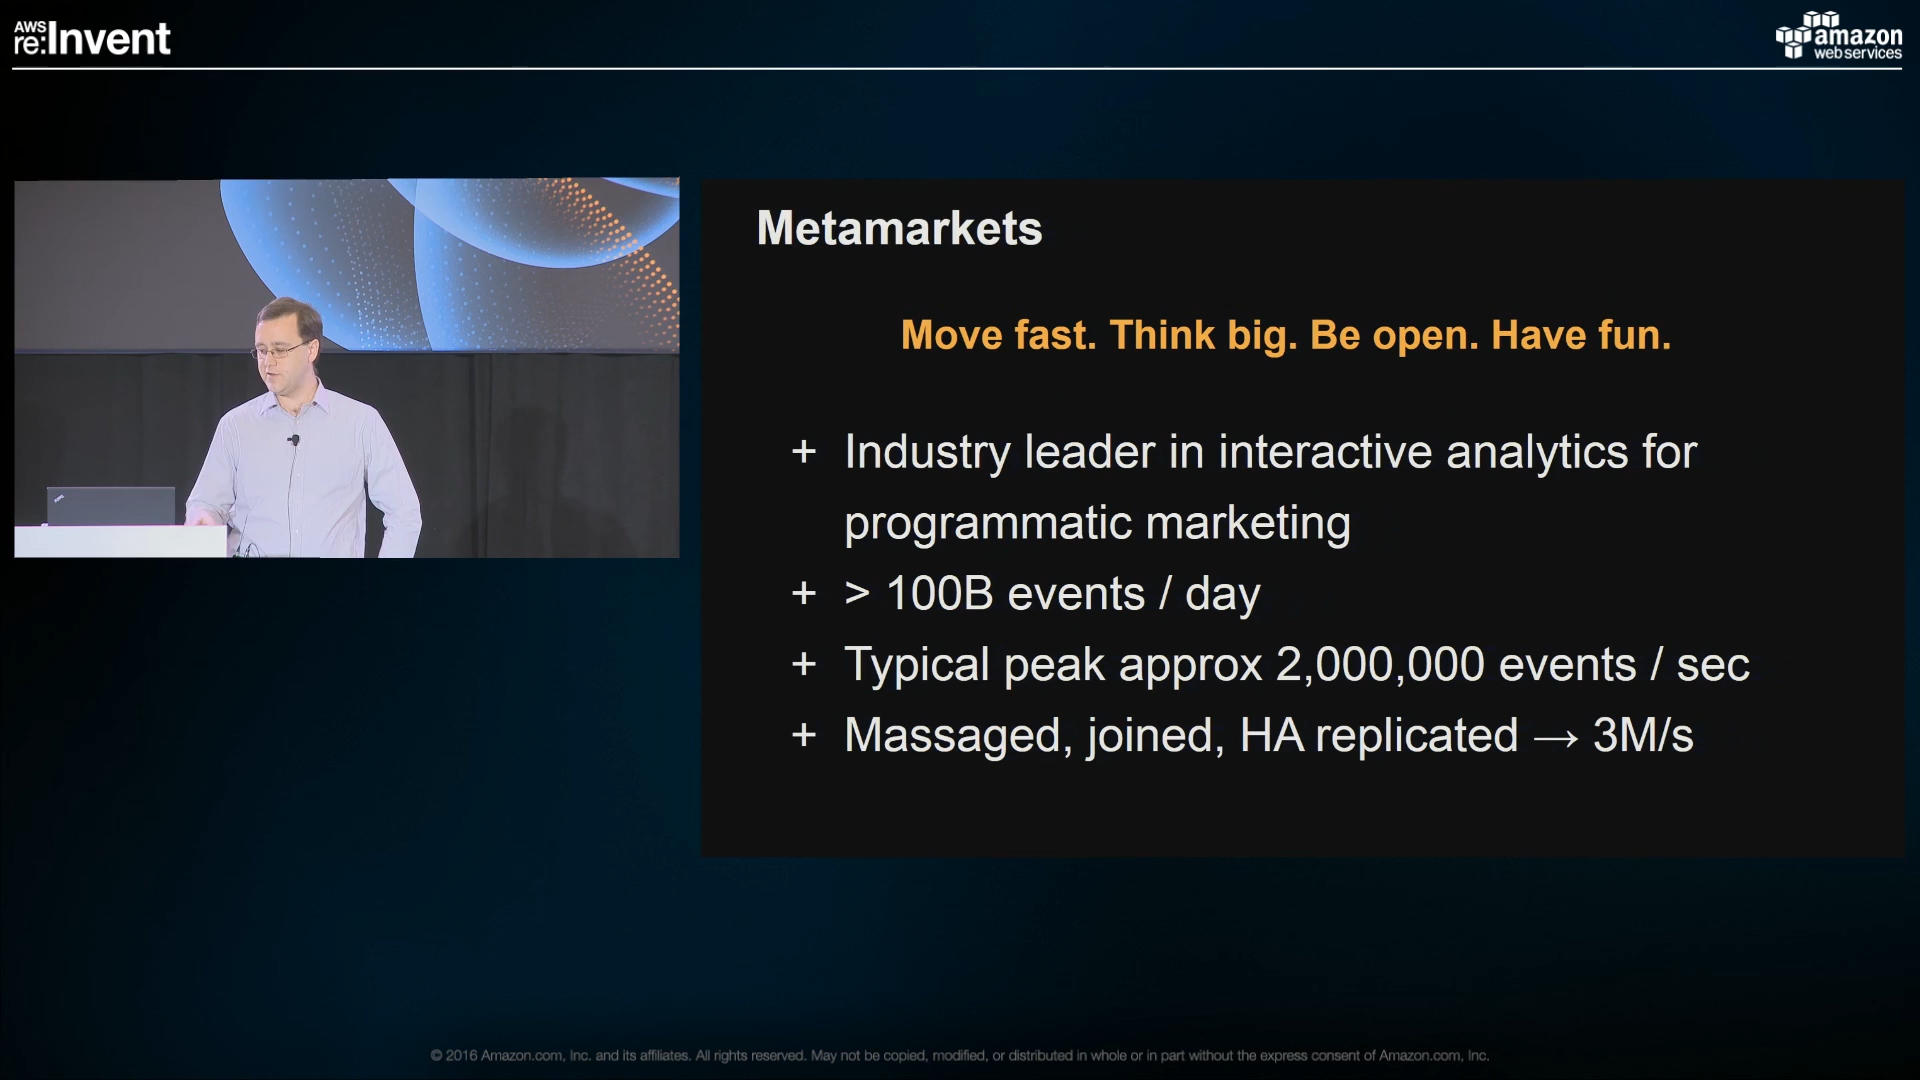 AWS
re:Invent
amazon
webservices
Metamarkets
Move fast. Think big. Be open. Have fun.
+ Industry leader in interactive analytics for
programmatic marketing
+ > 100B events / day
+ Typical peak approx 2,000,000 events / sec
+ Massaged, joined, HA replicated → 3M/s
© 2016 Amazon.com, Inc. and its affiliates. All rights reserved. May not be copied, modified, or distributed in whole or in part without the express consent of Amazon.com, Inc.